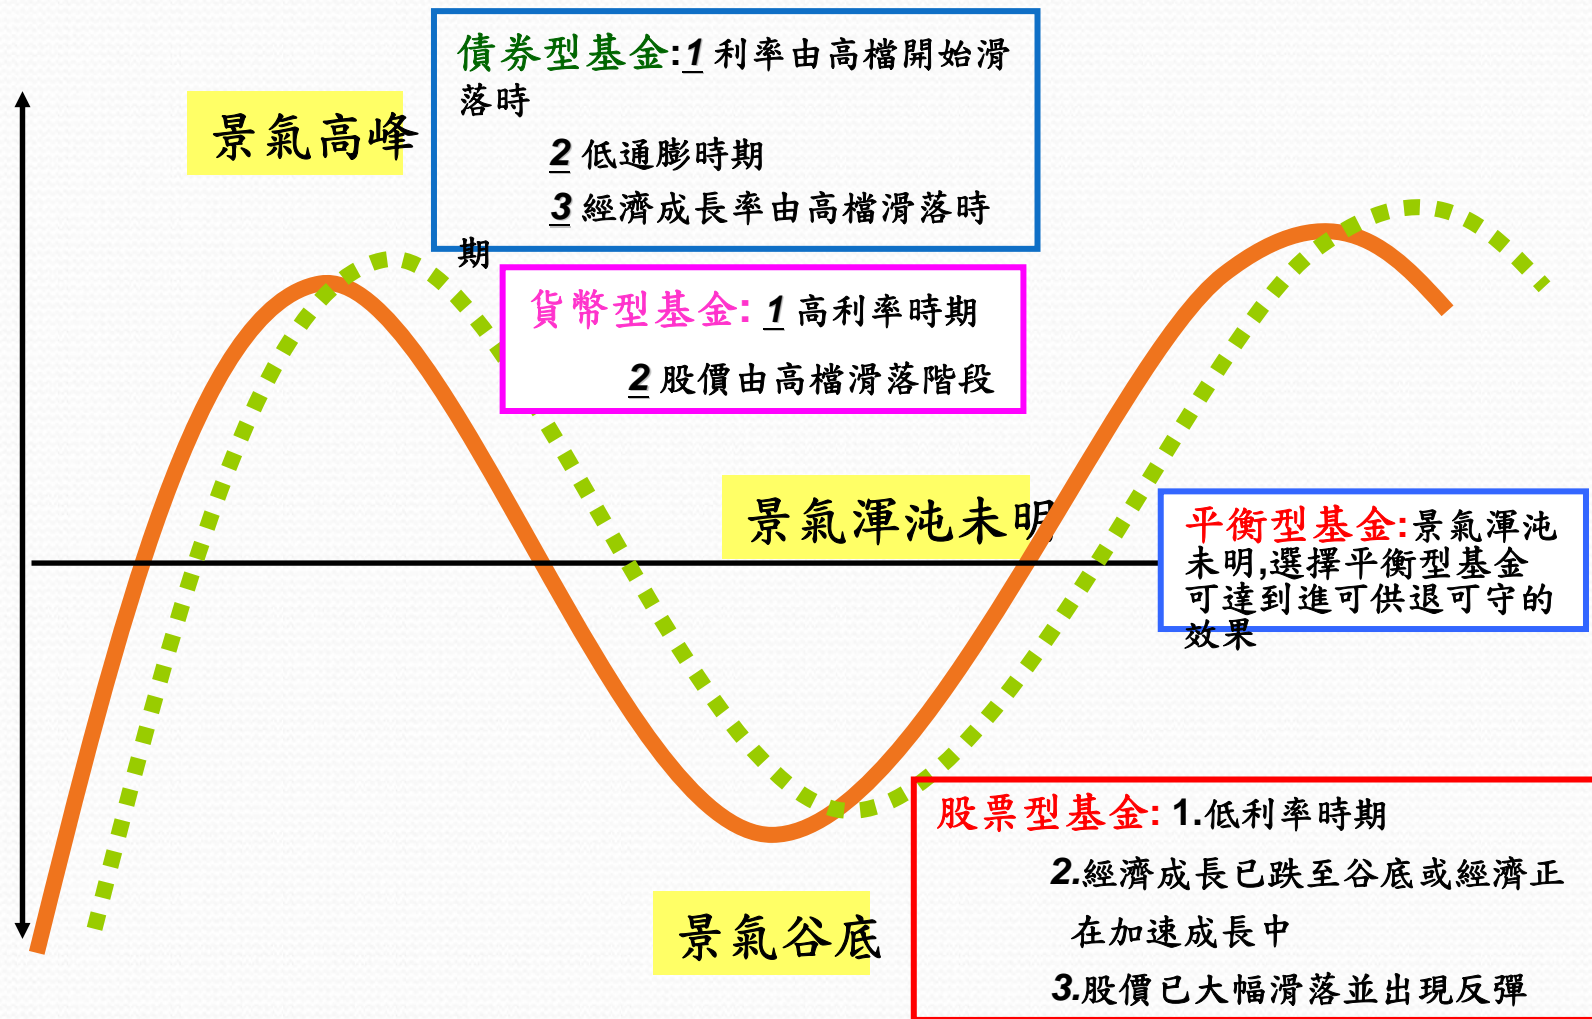 債券型基金:1 利率由高檔開始滑
落時
2 低通膨時期
3 經濟成長率由高檔滑落時
期
景氣高峰
貨幣型基金: 1 高利率時期
2 股價由高檔滑落階段
景氣渾沌未明
平衡型基金:景氣渾沌
未明,選擇平衡型基金
可達到進可供退可守的
效果
股票型基金: 1.低利率時期
2.經濟成長已跌至谷底或經濟正
在加速成長中
3.股價已大幅滑落並出現反彈
景氣谷底